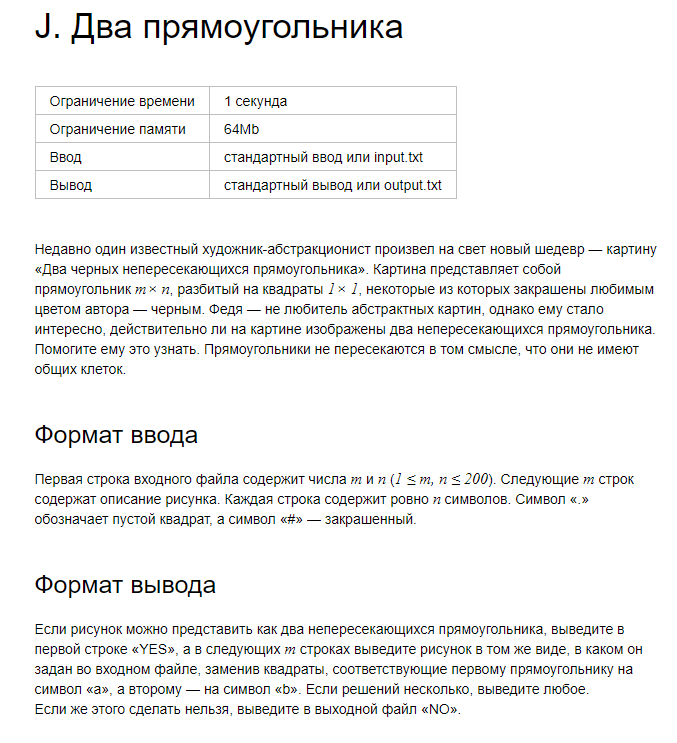 J. Два прямоугольника
Ограничение времени 1 секунда
Ограничение памяти 64Mb
Ввод стандартный ввод или input.txt
Вывод стандартный вывод или output.txt
Недавно один известный художник-абстракционист произвел на свет новый шедевр — картину
«Два черных непересекающихся прямоугольника». Картина представляет собой
прямоугольник m × n, разбитый на квадраты 1 × 1, некоторые из которых закрашены любимым
цветом автора — черным. Федя — не любитель абстрактных картин, однако ему стало
интересно, действительно ли на картине изображены два непересекающихся прямоугольника.
Помогите ему это узнать. Прямоугольники не пересекаются в том смысле, что они не имеют
общих клеток.
Формат ввода
Первая строка входного файла содержит числа m и n (1 ≤ m, n ≤ 200). Следующие m строк
содержат описание рисунка. Каждая строка содержит ровно n символов. Символ «.»
обозначает пустой квадрат, а символ «#» — закрашенный.
Формат вывода
Если рисунок можно представить как два непересекающихся прямоугольника, выведите в
первой строке «YES», а в следующих m строках выведите рисунок в том же виде, в каком он
задан во входном файле, заменив квадраты, соответствующие первому прямоугольнику на
символ «a», а второму — на символ «b». Если решений несколько, выведите любое.
Если же этого сделать нельзя, выведите в выходной файл «NO».